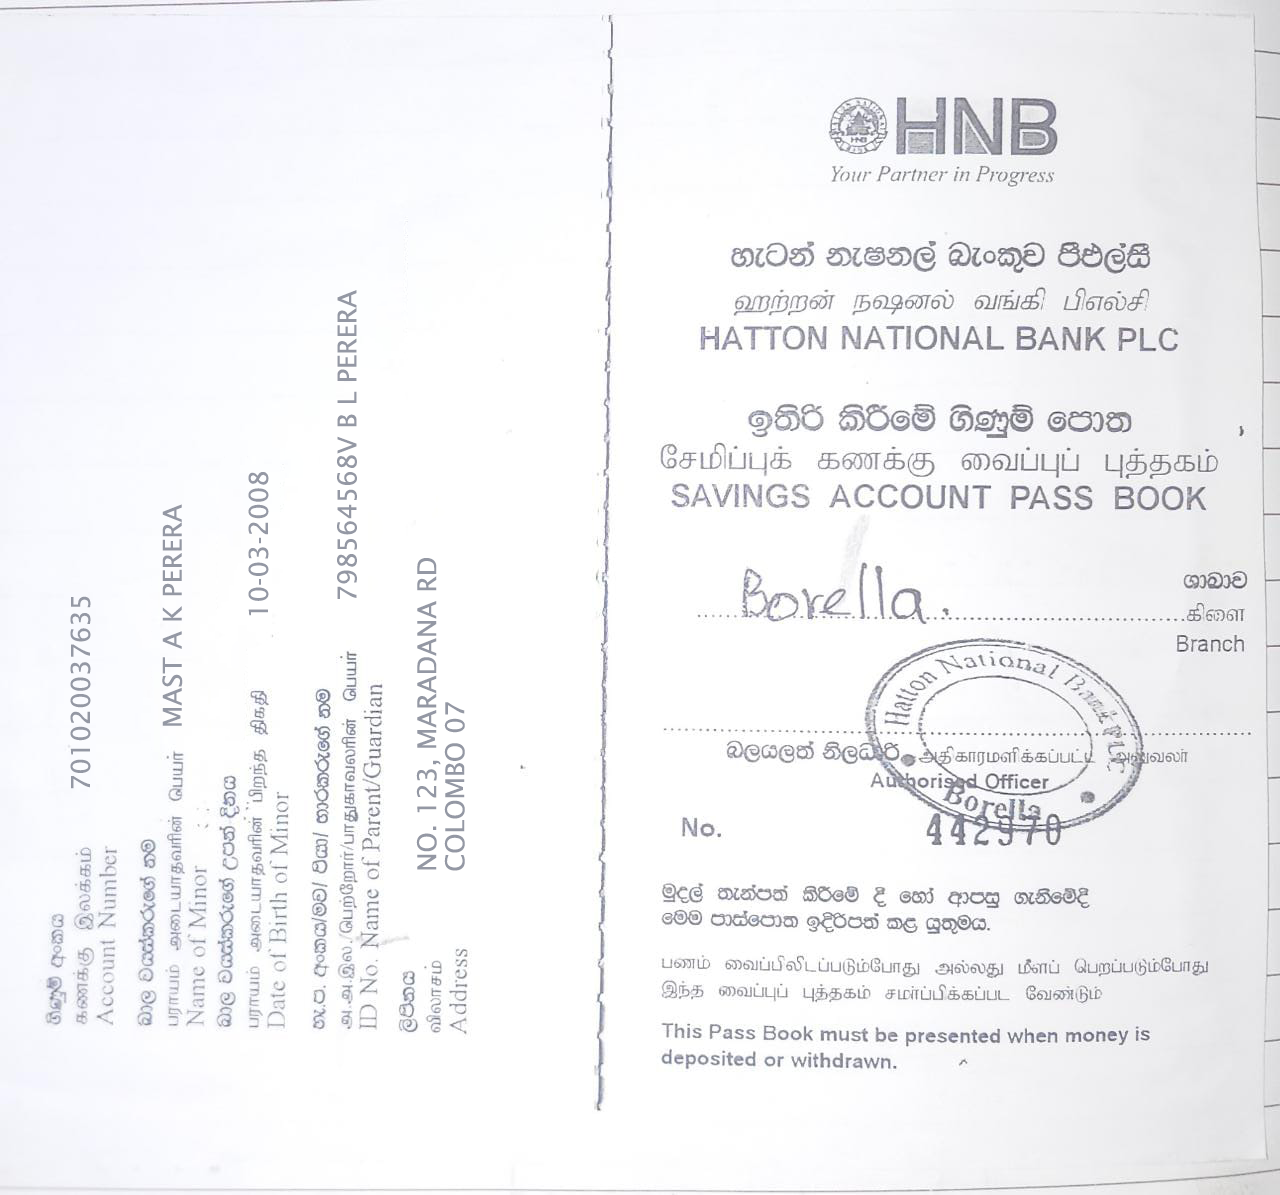 ගිණුම් අංකය
கணக்கு இலக்கம்
Account Number 701020037635
බාල වයස්කරුගේ නම
பராயம் அடையாதவரின் பெயர்
Name of Minor MAST A K PERERA
බාල වයස්කරුගේ උපන් දිනය
பராயம் அடையாதவரின் பிறந்த திகதி
Date of Birth of Minor 10-03-2008
හැ.ප. අංකය/මව/ පියා/ භාරකරුගේ නම
அ.அ.இல./பெற்றோர்/பாதுகாவலரின் பெயர்
ID No. Name of Parent/Guardian 798564568V B L PERERA
ලිපිනය
விலாசம்
Address NO. 123, MARADANA RD
COLOMBO 07
HNB
Your Partner in Progress
හැටන් නැෂනල් බැංකුව පීඑල්සී
ஹற்றன் நஷனல் வங்கி பிஎல்சி
HATTON NATIONAL BANK PLC
ඉතිරි කිරීමේ ගිණුම් පොත
சேமிப்புக் கணக்கு வைப்புப் புத்தகம்
SAVINGS ACCOUNT PASS BOOK
ශාඛාව
Borella. கிளை
Branch
Hatton National Bank PLC
බලයලත් නිලධාරි அதிகாரமளிக்கப்பட்ட அலுவலர்
Authorised Officer
Borella
No. 442970
මුදල් තැන්පත් කිරීමේ දී හෝ ආපසු ගැනීමේදී
මෙම පාස්පොත ඉදිරිපත් කළ යුතුමය.
பணம் வைப்பிலிடப்படும்போது அல்லது மீளப் பெறப்படும்போது
இந்த வைப்புப் புத்தகம் சமர்ப்பிக்கப்பட வேண்டும்
This Pass Book must be presented when money is
deposited or withdrawn.